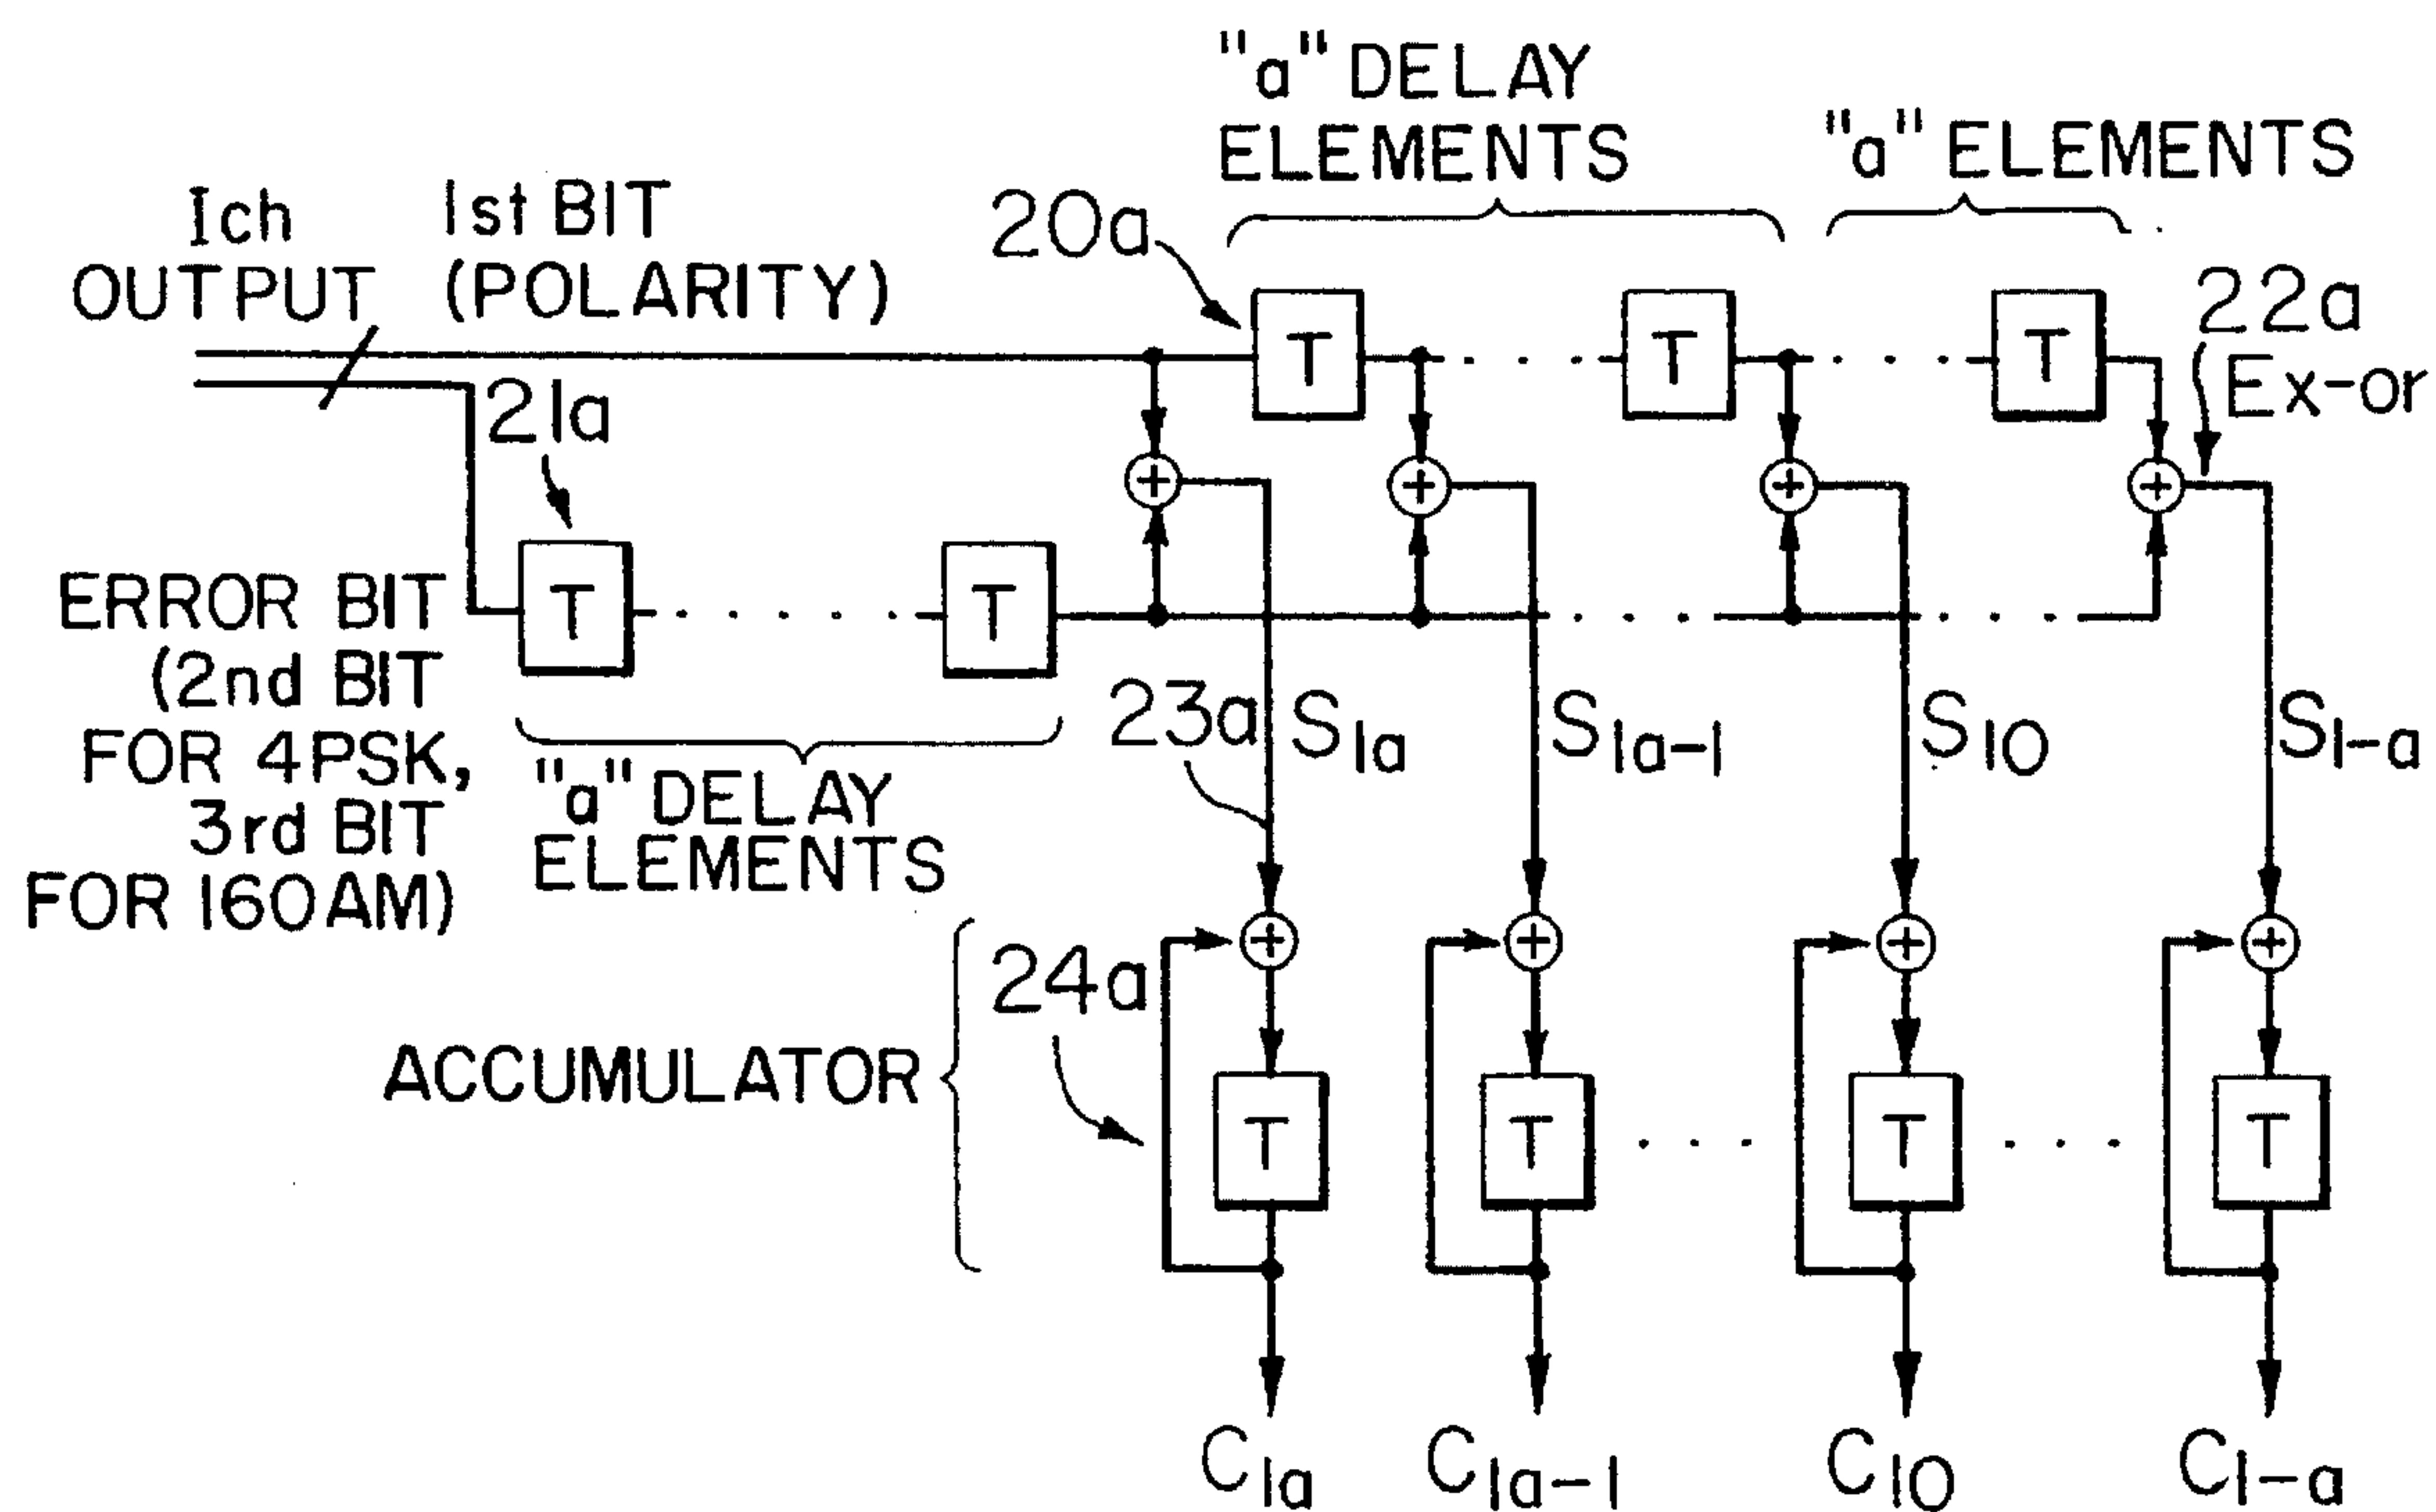 "a" DELAY
ELEMENTS
"a" ELEMENTS
Ich
OUTPUT
1st BIT
(POLARITY)
20a
22a
Ex-or
T
T
T
21a
+
+
+
+
T
T
ERROR BIT
(2nd BIT
FOR 4PSK,
3rd BIT
FOR 16QAM)
"a" DELAY
ELEMENTS
23a
S1a
S1a-1
S10
S1-a
ACCUMULATOR
24a
+
+
+
+
T
T
T
T
C1a
C1a-1
C10
C1-a